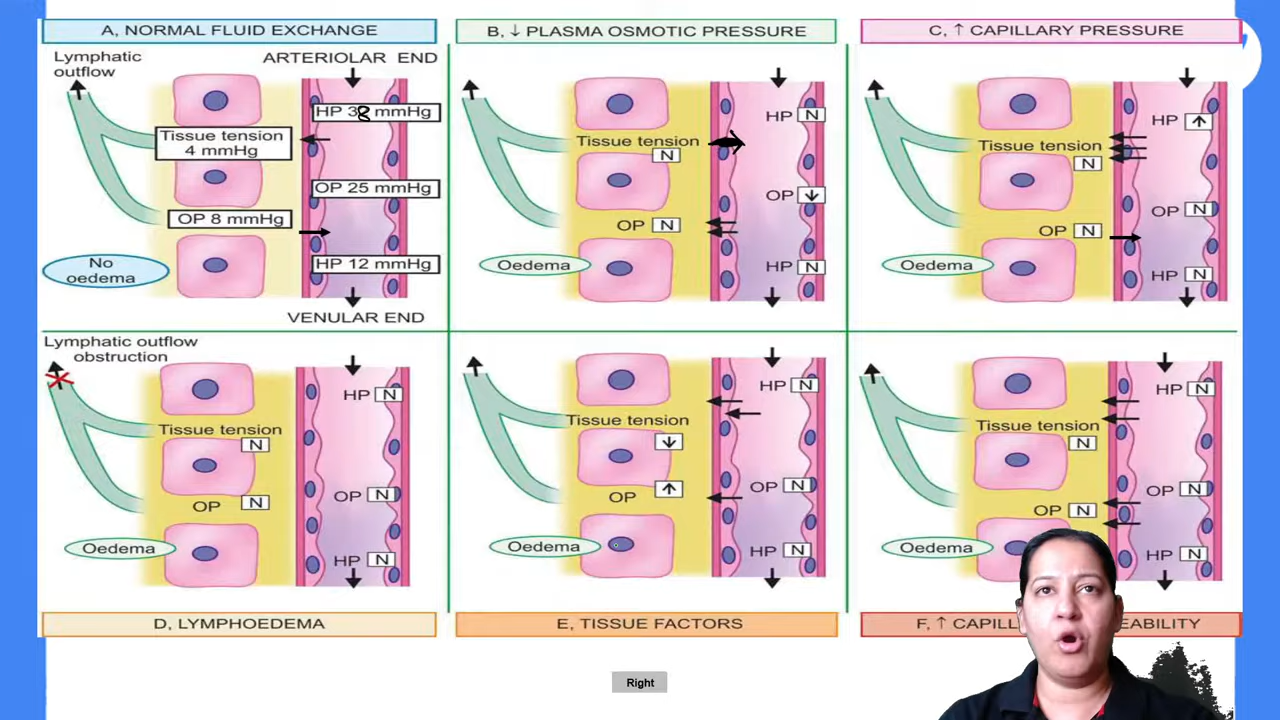 A, NORMAL FLUID EXCHANGE
Lymphatic
outflow
ARTERIOLAR END
HP 38 mmHg
Tissue tension
4 mmHg
OP 25 mmHg
OP 8 mmHg
No
oedema
HP 12 mmHg
VENULAR END
B, ↓ PLASMA OSMOTIC PRESSURE
HP N
Tissue tension
N
OP ↓
OP N
Oedema
HP N
C, ↑ CAPILLARY PRESSURE
HP ↑
Tissue tension
N
OP N
OP N
Oedema
HP N
Lymphatic outflow
obstruction
HP N
Tissue tension
N
OP N
OP N
Oedema
HP N
D, LYMPHOEDEMA
HP N
Tissue tension
↓
OP ↑
OP N
Oedema
HP N
E, TISSUE FACTORS
HP N
Tissue tension
N
OP N
OP N
Oedema
HP N
F, ↑ CAPILL EABILITY
Right